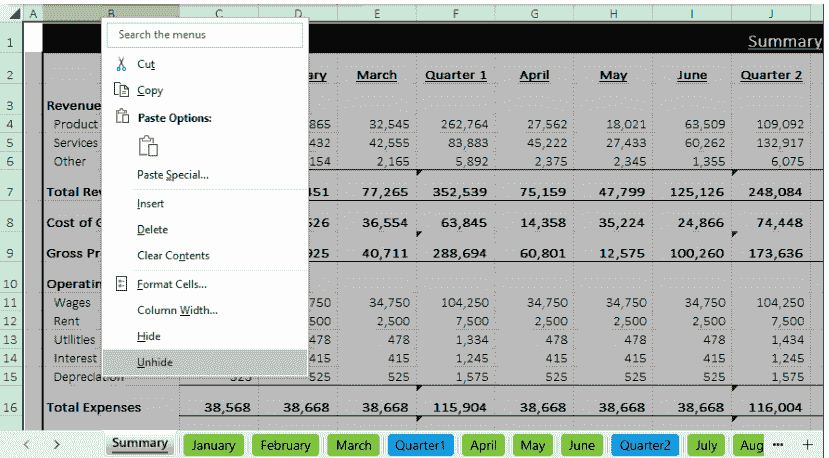 A B C D E F G H I J
1 Summary
2 ary March Quarter 1 April May June Quarter 2
3 Revenue
4 Product 865 32,545 262,764 27,562 18,021 63,509 109,092
5 Services 432 42,555 83,883 45,222 27,433 60,262 132,917
6 Other 154 2,165 5,892 2,375 2,345 1,355 6,075
7 Total Rev 451 77,265 352,539 75,159 47,799 125,126 248,084
8 Cost of G 526 36,554 63,845 14,358 35,224 24,866 74,448
9 Gross Pr 925 40,711 288,694 60,801 12,575 100,260 173,636
10 Operatin
11 Wages 750 34,750 104,250 34,750 34,750 34,750 104,250
12 Rent 500 2,500 7,500 2,500 2,500 2,500 7,500
13 Utilities 478 478 1,334 478 478 478 1,434
14 Interest 415 415 1,245 415 415 415 1,245
15 Depreciation 525 525 525 1,575 525 525 525 1,575
16 Total Expenses 38,568 38,668 38,668 115,904 38,668 38,668 38,668 116,004
Search the menus
Cut
Copy
Paste Options:
Paste Special...
Insert
Delete
Clear Contents
Format Cells...
Column Width...
Hide
Unhide
Summary January February March Quarter1 April May June Quarter2 July Aug ...